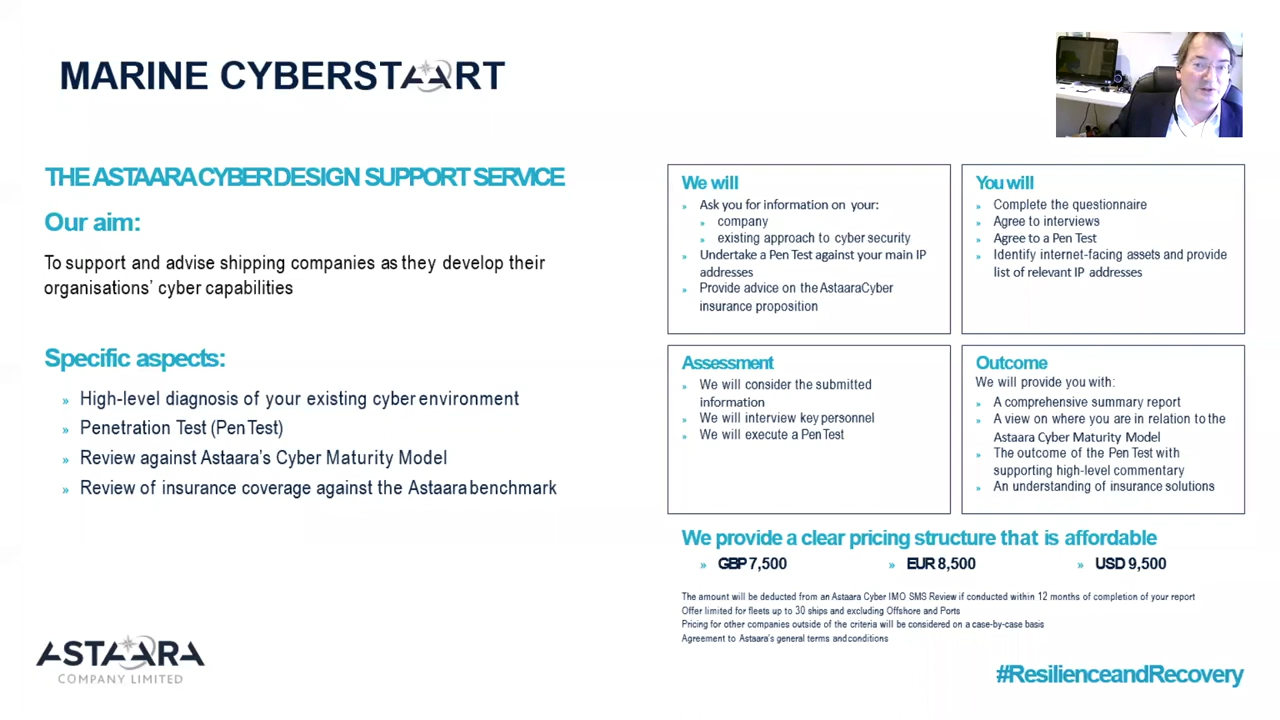 MARINE CYBERSTAART
THE ASTAARA CYBER DESIGN SUPPORT SERVICE
Our aim:
To support and advise shipping companies as they develop their
organisations’ cyber capabilities
Specific aspects:
» High-level diagnosis of your existing cyber environment
» Penetration Test (Pen Test)
» Review against Astaara’s Cyber Maturity Model
» Review of insurance coverage against the Astaara benchmark
ASTAARA
COMPANY LIMITED
We will
» Ask you for information on your:
» company
» existing approach to cyber security
» Undertake a Pen Test against your main IP
addresses
» Provide advice on the AstaaraCyber
insurance proposition
You will
» Complete the questionnaire
» Agree to interviews
» Agree to a Pen Test
» Identify internet-facing assets and provide
list of relevant IP addresses
Assessment
» We will consider the submitted
information
» We will interview key personnel
» We will execute a Pen Test
Outcome
We will provide you with:
» A comprehensive summary report
» A view on where you are in relation to the
Astaara Cyber Maturity Model
» The outcome of the Pen Test with
supporting high-level commentary
» An understanding of insurance solutions
We provide a clear pricing structure that is affordable
» GBP 7,500 » EUR 8,500 » USD 9,500
The amount will be deducted from an Astaara Cyber IMO SMS Review if conducted within 12 months of completion of your report
Offer limited for fleets up to 30 ships and excluding Offshore and Ports
Pricing for other companies outside of the criteria will be considered on a case-by-case basis
Agreement to Astaara’s general terms and conditions
#ResilienceandRecovery